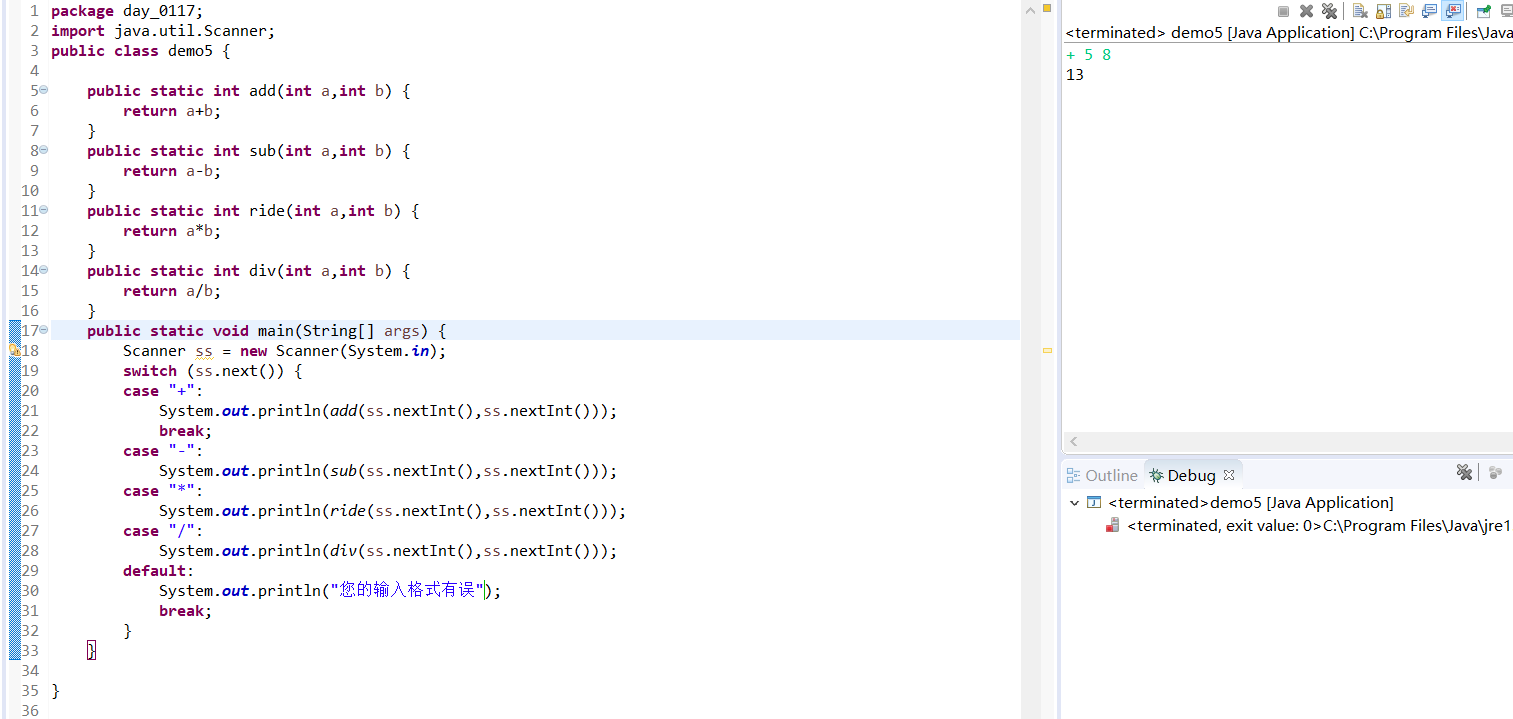 1 package day_0117;
2 import java.util.Scanner;
3 public class demo5 {
4
5 public static int add(int a,int b) {
6 return a+b;
7 }
8 public static int sub(int a,int b) {
9 return a-b;
10 }
11 public static int ride(int a,int b) {
12 return a*b;
13 }
14 public static int div(int a,int b) {
15 return a/b;
16 }
17 public static void main(String[] args) {
18 Scanner ss = new Scanner(System.in);
19 switch (ss.next()) {
20 case "+":
21 System.out.println(add(ss.nextInt(),ss.nextInt()));
22 break;
23 case "-":
24 System.out.println(sub(ss.nextInt(),ss.nextInt()));
25 case "*":
26 System.out.println(ride(ss.nextInt(),ss.nextInt()));
27 case "/":
28 System.out.println(div(ss.nextInt(),ss.nextInt()));
29 default:
30 System.out.println("您的输入格式有误");
31 break;
32 }
33 }
34
35 }
36
<terminated> demo5 [Java Application] C:\Program Files\Java
+ 5 8
13
Outline Debug
<terminated>demo5 [Java Application]
<terminated, exit value: 0>C:\Program Files\Java\jre1